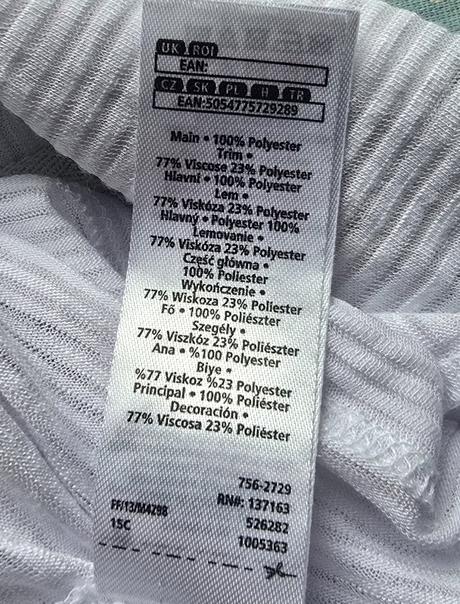 UK ROI
EAN:
CZ SK PL H TR
EAN:5054775729289
Main • 100% Polyester
Trim •
77% Viscose 23% Polyester
Hlavní • 100% Polyester
Lem •
77% Viskóza 23% Polyester
Hlavný • Polyester 100%
Lemovanie •
77% Viskóza 23% Polyester
Część główna •
100% Poliester
Wykończenie •
77% Wiskoza 23% Poliester
Fő • 100% Poliészter
Szegély •
77% Viszkóz 23% Poliészter
Ana • %100 Polyester
Biye •
%77 Viskoz %23 Polyester
Principal • 100% Poliéster
Decoración •
77% Viscosa 23% Poliéster
756-2729
RN#: 137163
FF/13/M4298 526282
15C 1005363